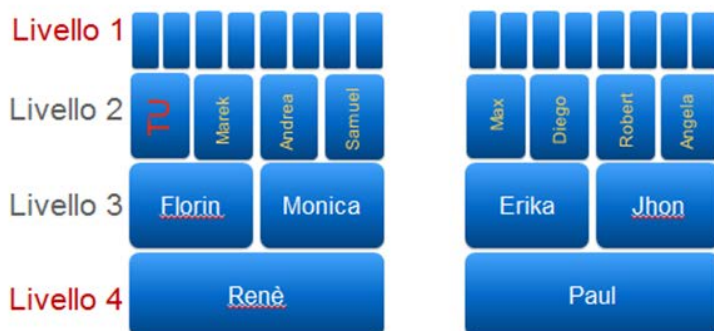 Livello 1
Livello 2
TU
Marek
Andrea
Samuel
Max
Diego
Robert
Angela
Livello 3
Florin
Monica
Erika
Jhon
Livello 4
Renè
Paul